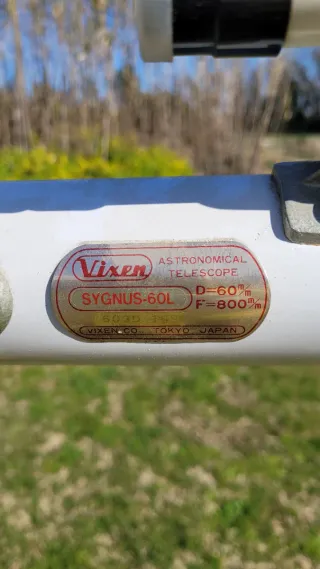 Vixen
ASTRONOMICAL
TELESCOPE
SYGNUS-60L
D=60m/m
F=800m/m
VIXEN CO., TOKYO, JAPAN